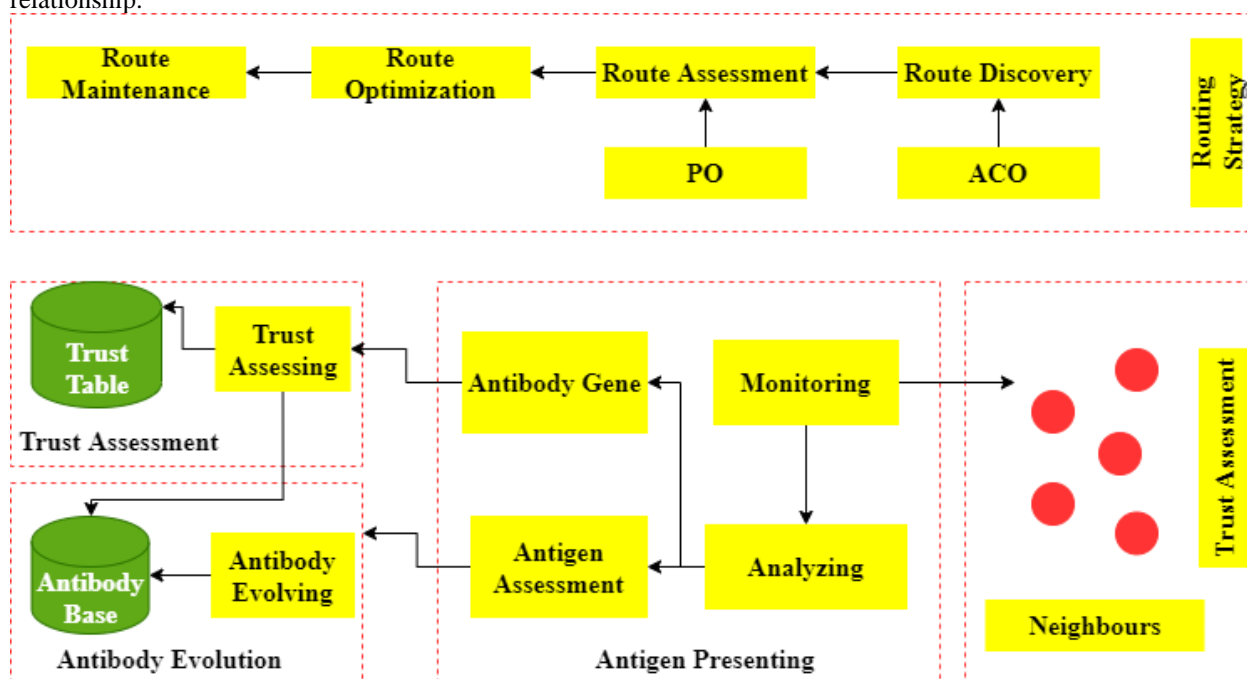 relationship.
Route
Maintenance
Route
Optimization
Route Assessment
Route Discovery
PO
ACO
Routing
Strategy
Trust
Table
Trust
Assessing
Trust Assessment
Antibody Gene
Monitoring
Trust Assessment
Antibody
Base
Antibody
Evolving
Antibody Evolution
Antigen
Assessment
Analyzing
Antigen Presenting
Neighbours